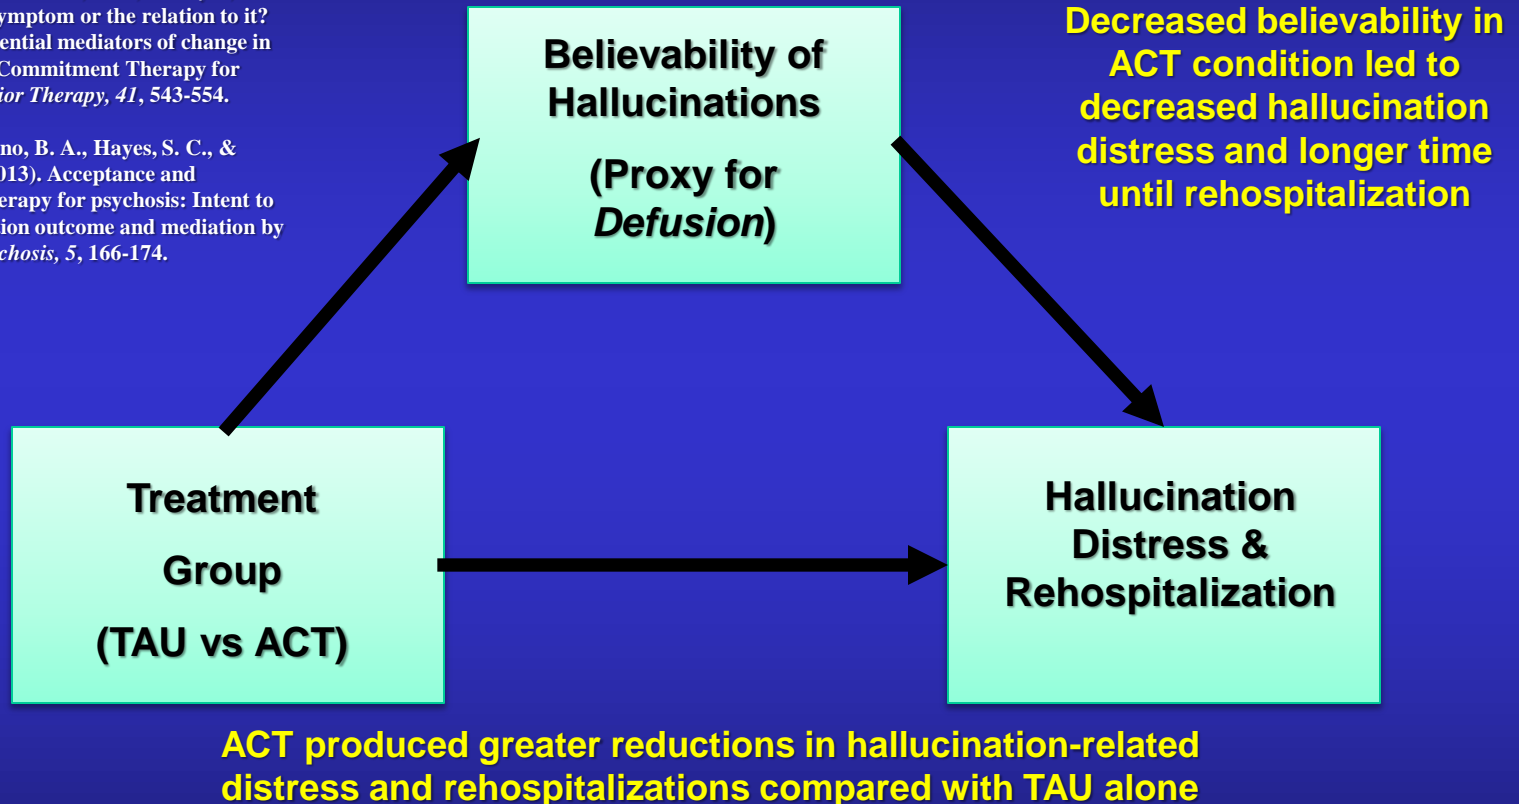 symptom or the relation to it?
ential mediators of change in
Commitment Therapy for
ior Therapy, 41, 543-554.
no, B. A., Hayes, S. C., &
013). Acceptance and
erapy for psychosis: Intent to
tion outcome and mediation by
chosis, 5, 166-174.
Believability of
Hallucinations
(Proxy for
Defusion)
Decreased believability in
ACT condition led to
decreased hallucination
distress and longer time
until rehospitalization
Treatment
Group
(TAU vs ACT)
Hallucination
Distress &
Rehospitalization
ACT produced greater reductions in hallucination-related
distress and rehospitalizations compared with TAU alone